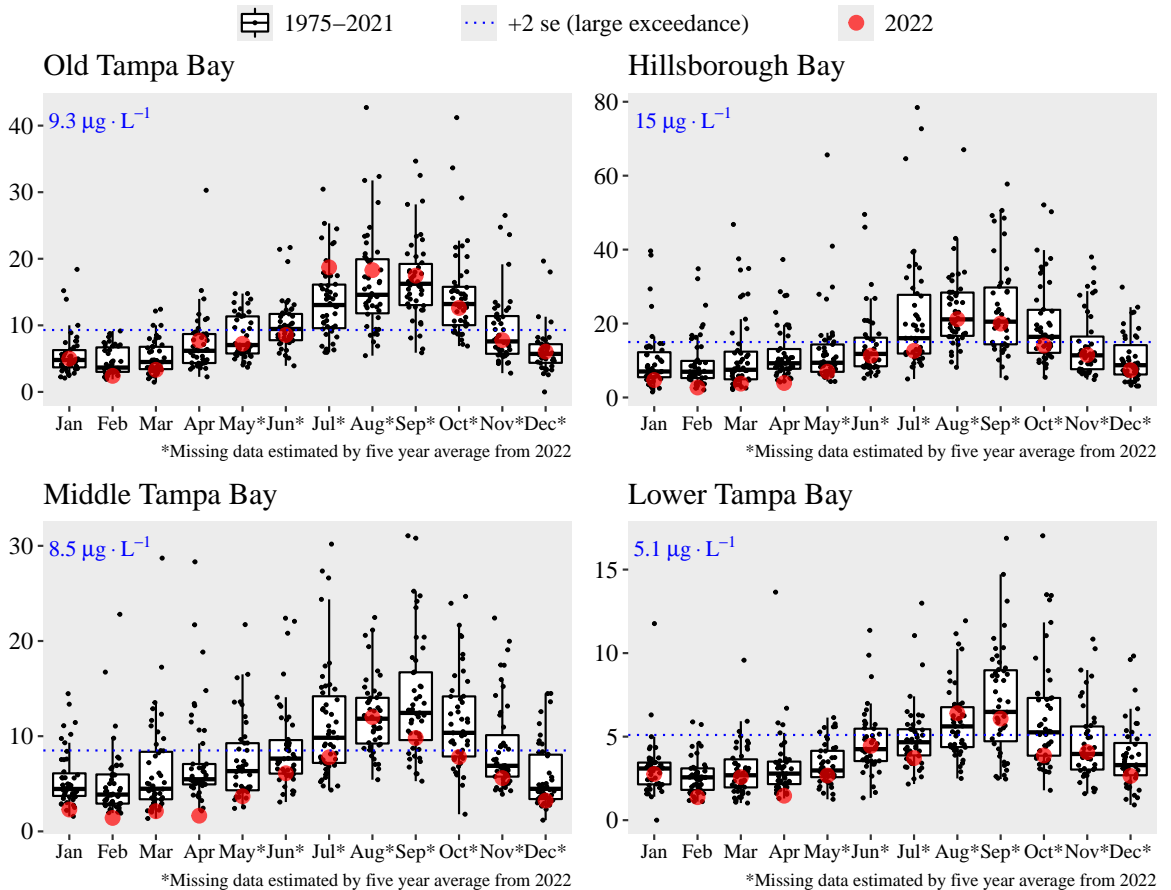 1975–2021 +2 se (large exceedance) 2022
Old Tampa Bay
9.3 μg · L⁻¹
40
30
20
10
0
Jan Feb Mar Apr May* Jun* Jul* Aug* Sep* Oct* Nov* Dec*
*Missing data estimated by five year average from 2022
Hillsborough Bay
15 μg · L⁻¹
80
60
40
20
0
Jan Feb Mar Apr May* Jun* Jul* Aug* Sep* Oct* Nov* Dec*
*Missing data estimated by five year average from 2022
Middle Tampa Bay
8.5 μg · L⁻¹
30
20
10
0
Jan Feb Mar Apr May* Jun* Jul* Aug* Sep* Oct* Nov* Dec*
*Missing data estimated by five year average from 2022
Lower Tampa Bay
5.1 μg · L⁻¹
15
10
5
0
Jan Feb Mar Apr May* Jun* Jul* Aug* Sep* Oct* Nov* Dec*
*Missing data estimated by five year average from 2022